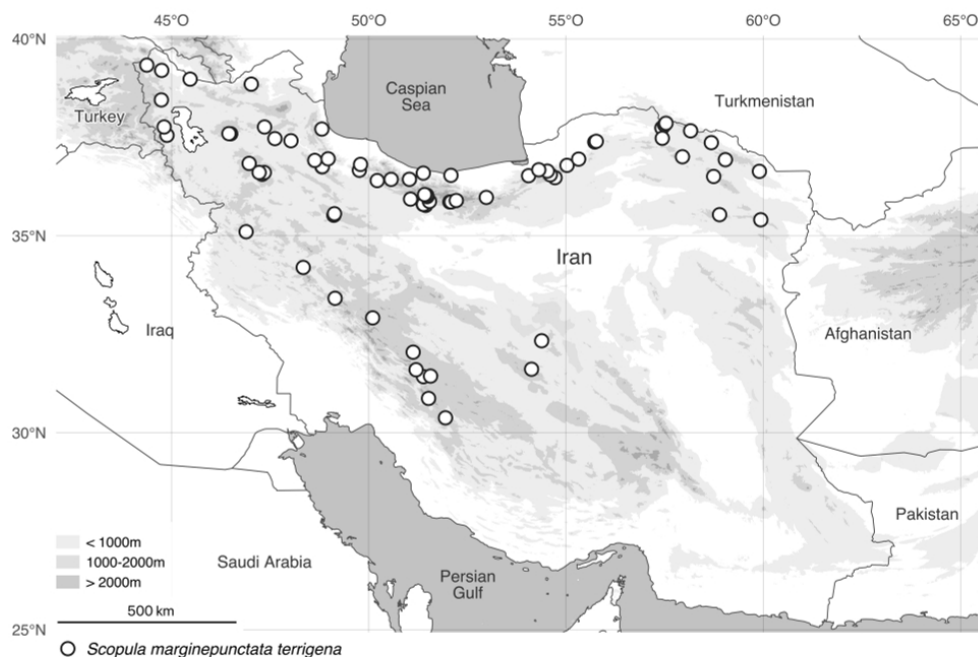 45°O 50°O 55°O 60°O 65°O
40°N
Caspian
Sea
Turkmenistan
Turkey
35°N
Iran
Iraq
Afghanistan
30°N
Pakistan
< 1000m
1000-2000m
> 2000m
Saudi Arabia
Persian
Gulf
500 km
25°N
Scopula marginepunctata terrigena